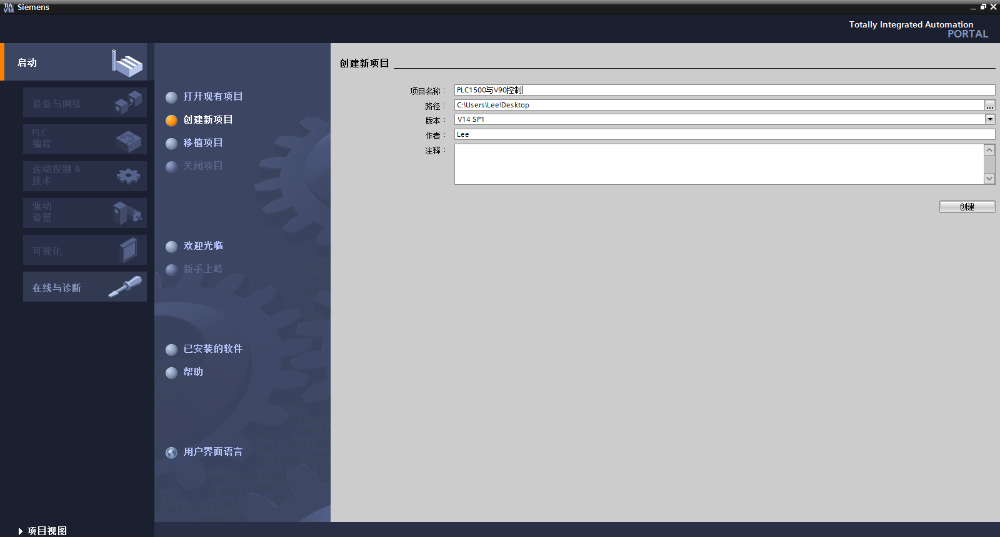 TIA
V14
Siemens
Totally Integrated Automation
PORTAL
启动
设备与网络
PLC
编程
运动控制 &
技术
驱动
设置
可视化
在线与诊断
项目视图
打开现有项目
创建新项目
移植项目
关闭项目
欢迎光临
新手上路
已安装的软件
帮助
用户界面语言
创建新项目
项目名称： PLC1500与V90控制
路径： C:\Users\Lee\Desktop ...
版本： V14 SP1
作者： Lee
注释：
创建